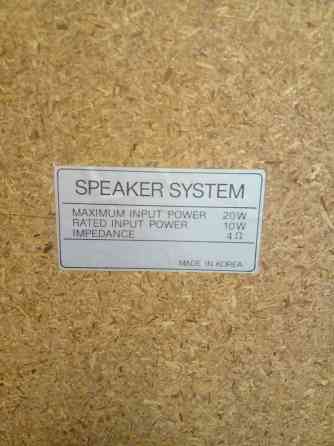 SPEAKER SYSTEM
MAXIMUM INPUT POWER 20W
RATED INPUT POWER 10W
IMPEDANCE 4Ω
MADE IN KOREA